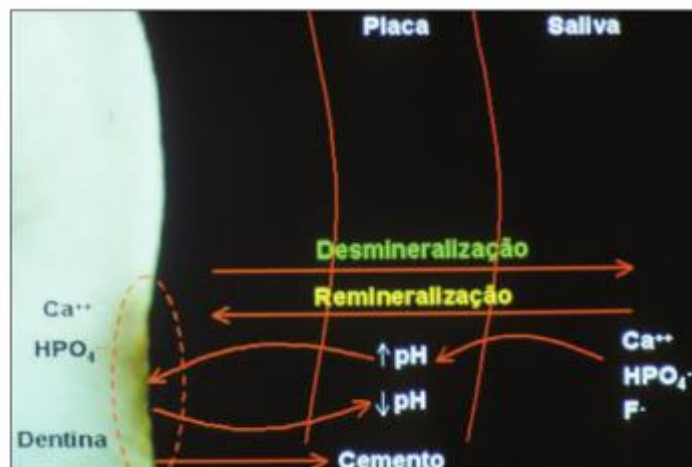 Placa
Saliva
Desmineralização
Remineralização
Ca++
HPO₄-
↑pH
↓pH
Ca++
HPO₄-
F-
Dentina
Cemento